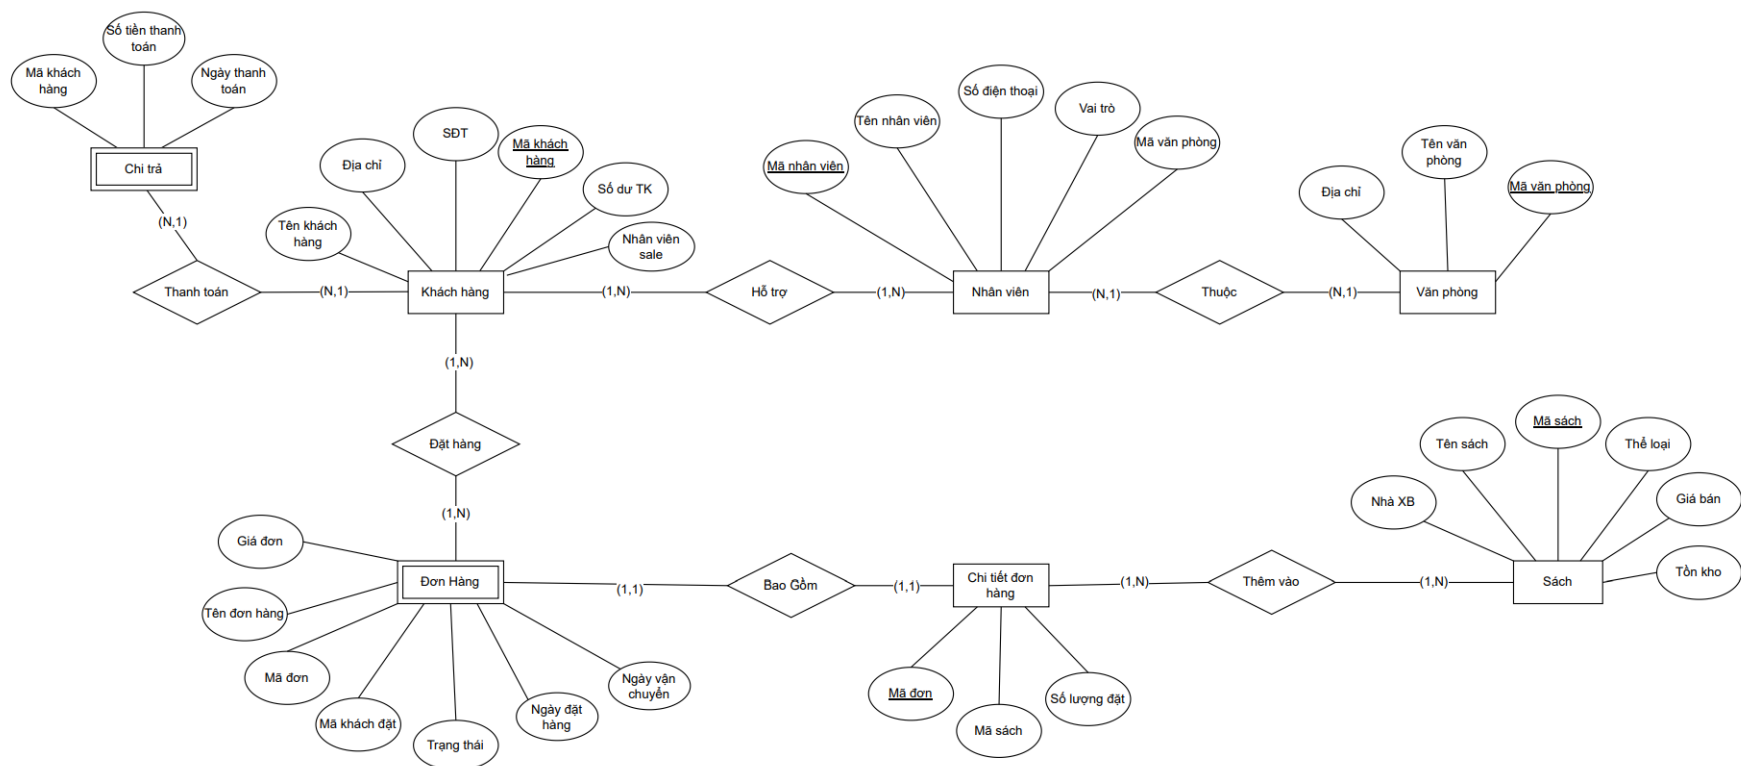 Số tiền thanh
toán
Mã khách
hàng
Ngày thanh
toán
Chi trả
(N,1)
Thanh toán
(N,1)
SĐT
Mã khách
hàng
Địa chỉ
Số dư TK
Tên khách
hàng
Nhân viên
sale
Khách hàng
(1,N)
Hỗ trợ
(1,N)
Số điện thoại
Tên nhân viên
Vai trò
Mã nhân viên
Mã văn phòng
Nhân viên
(N,1)
Thuộc
(N,1)
Tên văn
phòng
Địa chỉ
Mã văn phòng
Văn phòng
(1,N)
Đặt hàng
(1,N)
Giá đơn
Đơn Hàng
Tên đơn hàng
Mã đơn
Mã khách đặt
Trạng thái
Ngày đặt
hàng
Ngày vận
chuyển
(1,1)
Bao Gồm
(1,1)
Chi tiết đơn
hàng
Mã đơn
Mã sách
Số lượng đặt
(1,N)
Thêm vào
(1,N)
Mã sách
Tên sách
Thể loại
Nhà XB
Giá bán
Sách
Tồn kho